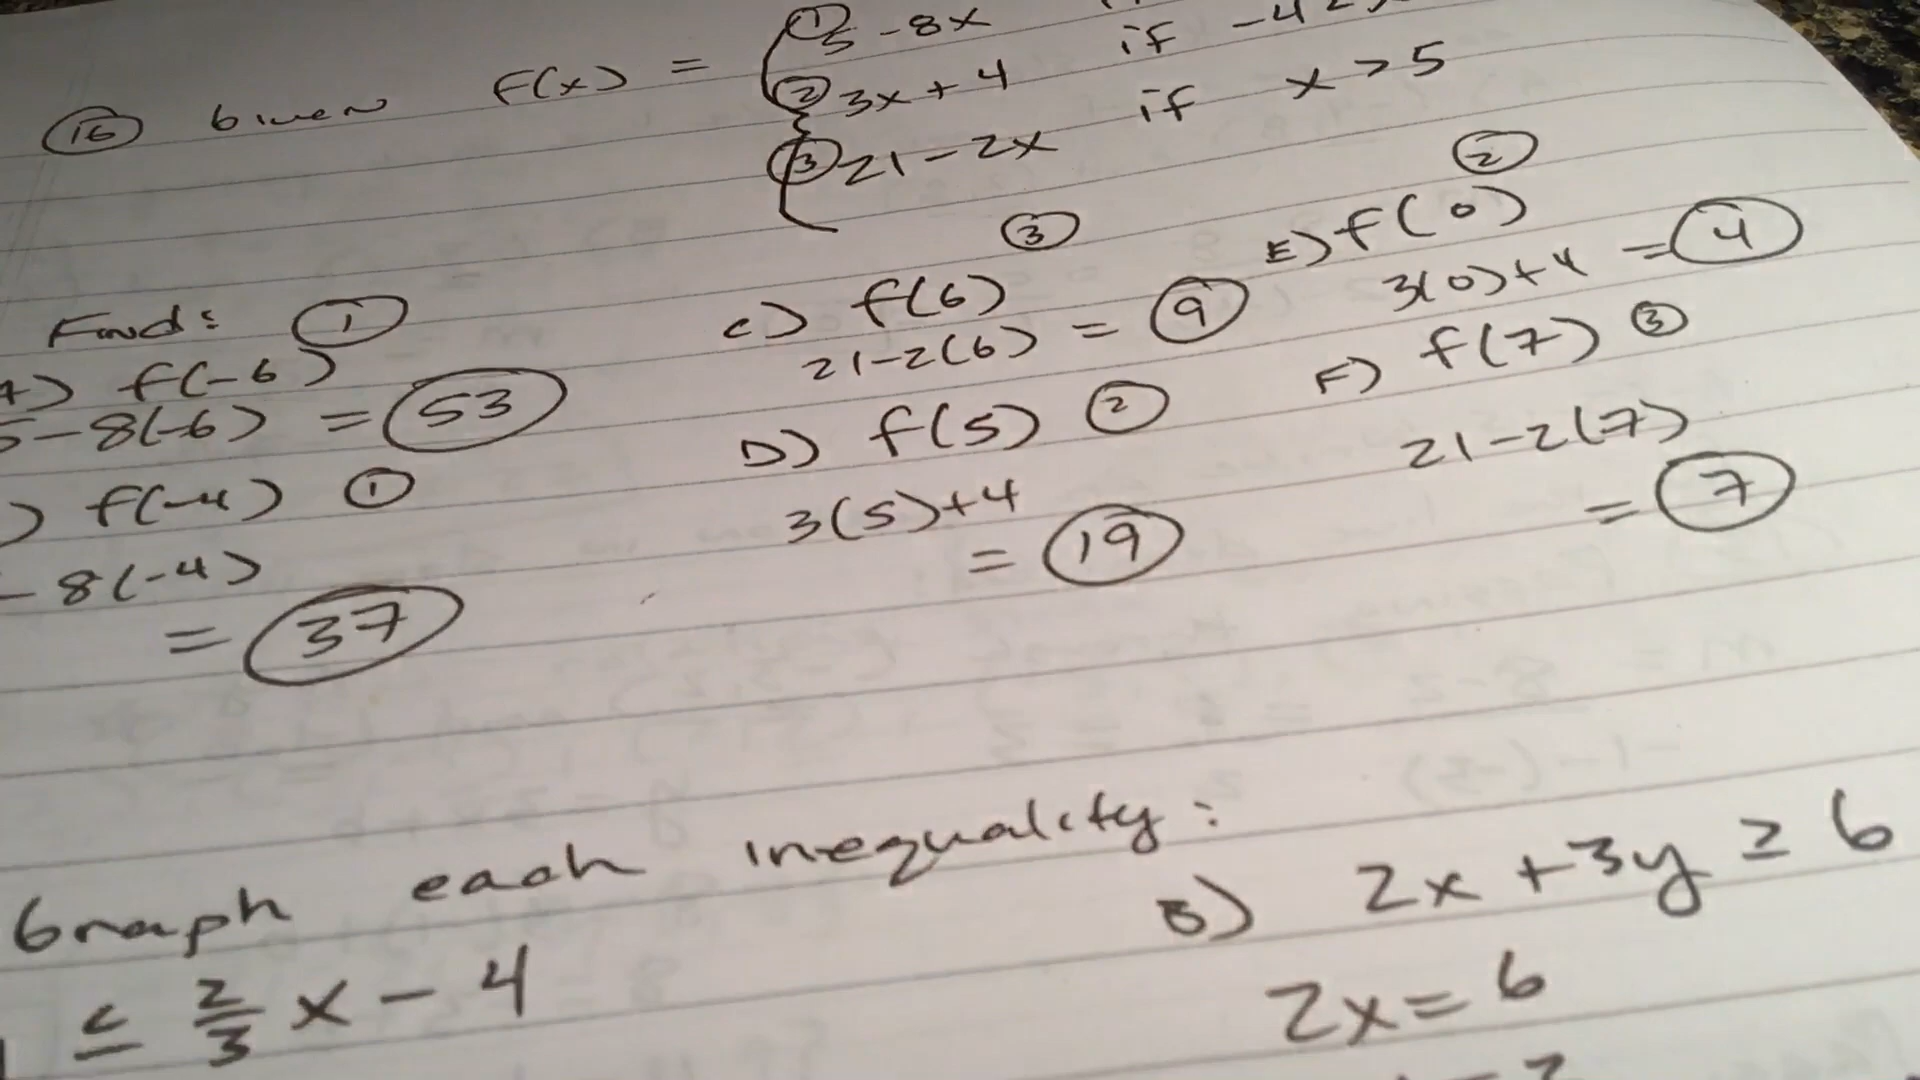 ⑯ Given f(x) = ① 5 - 8x
② 3x + 4 if -4 <
③ 21 - 2x if x > 5
Find: ①
A) f(-6)
5 - 8(-6) = 53
) f(-4) ①
- 8(-4)
= 37
③
C) f(6)
21 - 2(6) = 9
D) f(5) ②
3(5) + 4
= 19
②
E) f(0)
3(0) + 4 = 4
F) f(7) ③
21 - 2(7)
= 7
Graph each inequality:
≤ 2/3 x - 4
B) 2x + 3y ≥ 6
2x = 6